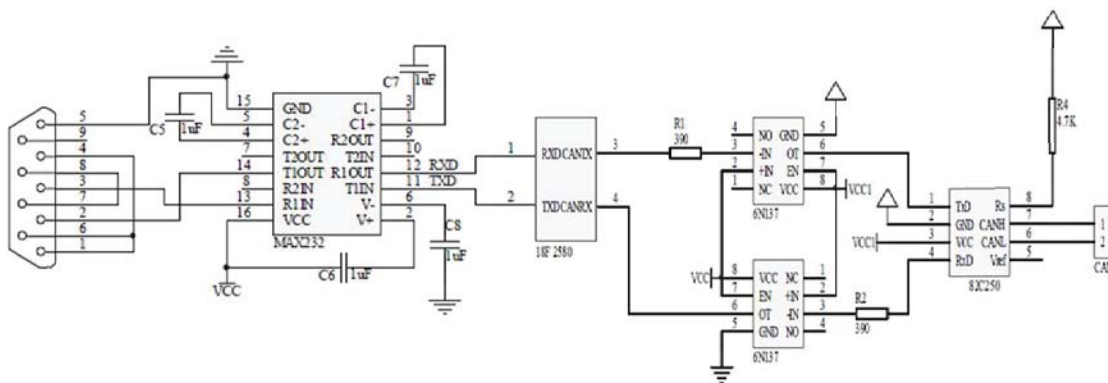 5
9
4
8
3
7
2
6
1
C5
1uF
15 GND C1- 3
5 C2- C1+ 1
4 C2+ R2OUT 9
7 T2OUT T2IN 10
14 T1OUT R1OUT 12 RXD
8 R2IN T1IN 11 TXD
13 R1IN V- 6
16 VCC V+ 2
MAX232
C7
1uF
C8
1uF
C6
1uF
VCC
1 RXDCANTX 3
2 TXDCANRX 4
18F2580
R1
390
4 NO GND 5
3 -IN OT 6
2 +IN EN 7
1 NC VCC 8
6N137
VCC1
VCC
8 VCC NC 1
7 EN +IN 2
6 OT -IN 3
5 GND NO 4
6N137
R2
390
R4
4.7K
1 TxD Rs 8
2 GND CANH 7
3 VCC CANL 6
4 RxD Vref 5
82C250
VCC1
1
2
CA